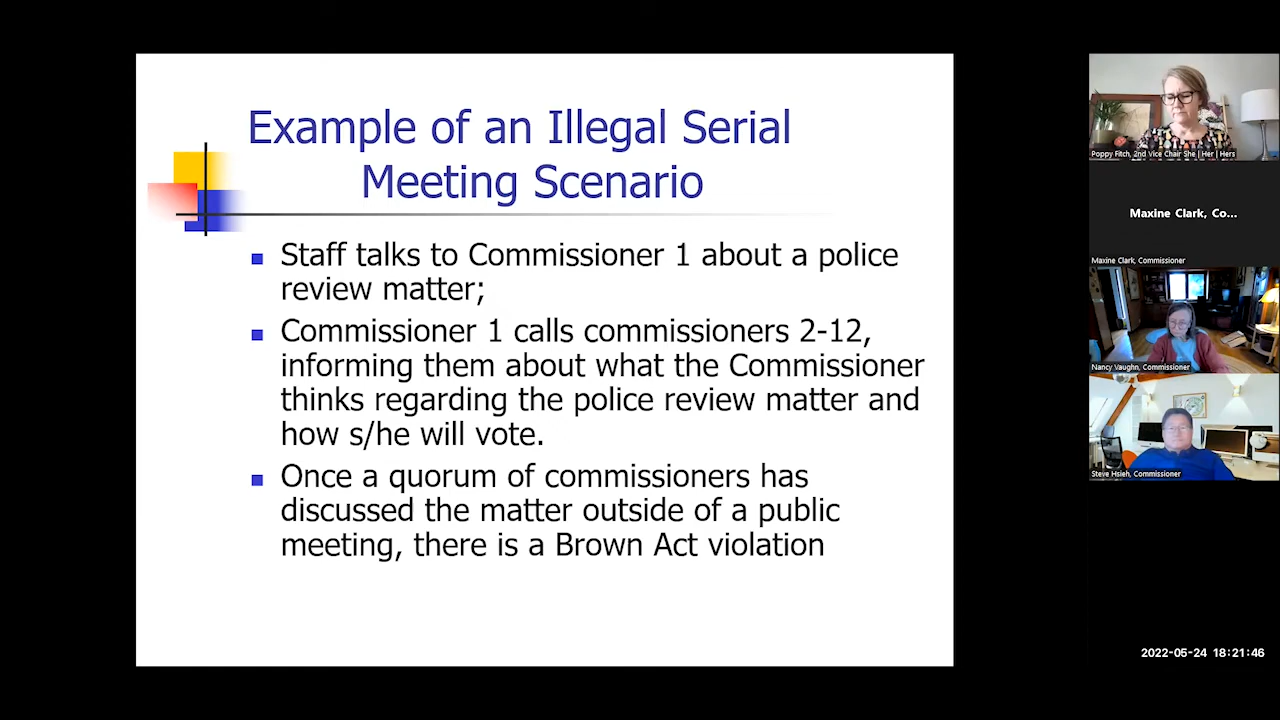 Example of an Illegal Serial
Meeting Scenario
Staff talks to Commissioner 1 about a police
review matter;
Commissioner 1 calls commissioners 2-12,
informing them about what the Commissioner
thinks regarding the police review matter and
how s/he will vote.
Once a quorum of commissioners has
discussed the matter outside of a public
meeting, there is a Brown Act violation
Poppy Fitch, 2nd Vice Chair She | Her | Hers
Maxine Clark, Co...
Maxine Clark, Commissioner
Nancy Vaughn, Commissioner
Steve Hsieh, Commissioner
2022-05-24 18:21:46